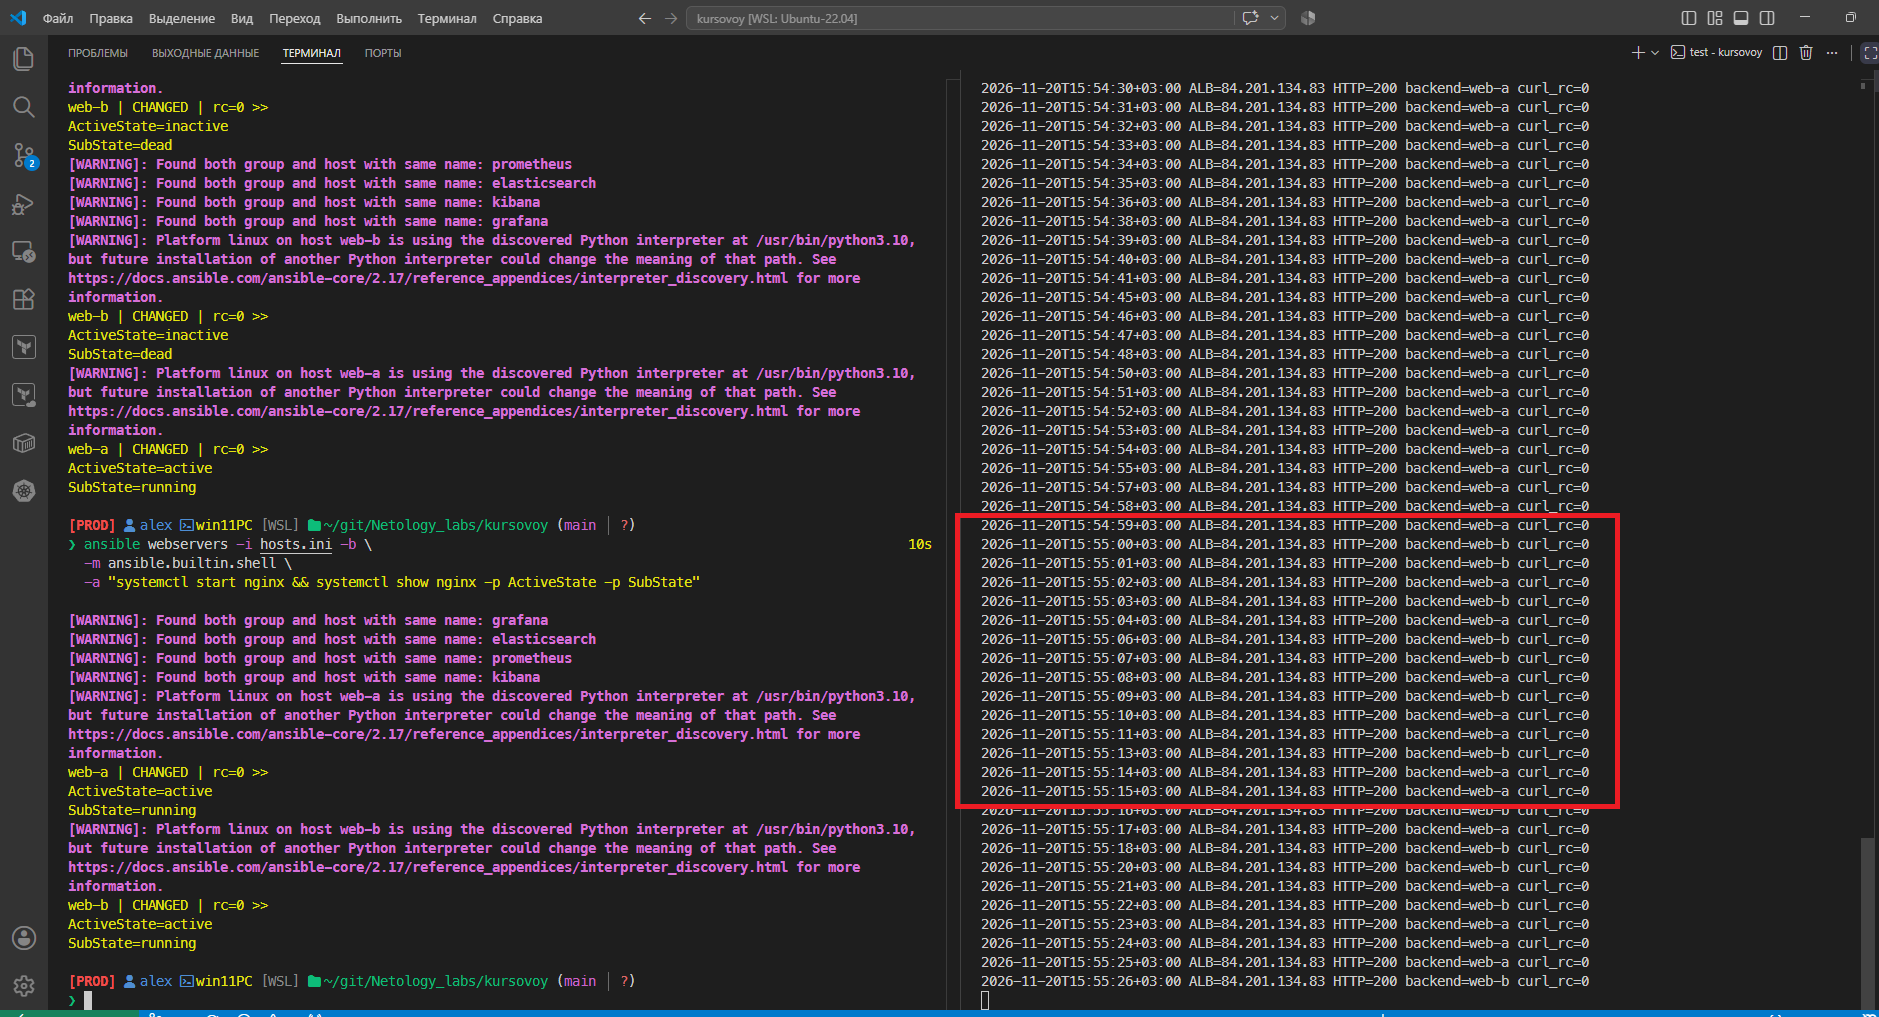 Файл Правка Выделение Вид Переход Выполнить Терминал Справка
kursovoy [WSL: Ubuntu-22.04]
ПРОБЛЕМЫ ВЫХОДНЫЕ ДАННЫЕ ТЕРМИНАЛ ПОРТЫ
test - kursovoy
2
information.
web-b | CHANGED | rc=0 >>
ActiveState=inactive
SubState=dead
[WARNING]: Found both group and host with same name: prometheus
[WARNING]: Found both group and host with same name: elasticsearch
[WARNING]: Found both group and host with same name: kibana
[WARNING]: Found both group and host with same name: grafana
[WARNING]: Platform linux on host web-b is using the discovered Python interpreter at /usr/bin/python3.10,
but future installation of another Python interpreter could change the meaning of that path. See
https://docs.ansible.com/ansible-core/2.17/reference_appendices/interpreter_discovery.html for more
information.
web-b | CHANGED | rc=0 >>
ActiveState=inactive
SubState=dead
[WARNING]: Platform linux on host web-a is using the discovered Python interpreter at /usr/bin/python3.10,
but future installation of another Python interpreter could change the meaning of that path. See
https://docs.ansible.com/ansible-core/2.17/reference_appendices/interpreter_discovery.html for more
information.
web-a | CHANGED | rc=0 >>
ActiveState=active
SubState=running
[PROD] alex win11PC [WSL] ~/git/Netology_labs/kursovoy (main | ?)
❯ ansible webservers -i hosts.ini -b \ 10s
-m ansible.builtin.shell \
-a "systemctl start nginx && systemctl show nginx -p ActiveState -p SubState"
[WARNING]: Found both group and host with same name: grafana
[WARNING]: Found both group and host with same name: elasticsearch
[WARNING]: Found both group and host with same name: prometheus
[WARNING]: Found both group and host with same name: kibana
[WARNING]: Platform linux on host web-a is using the discovered Python interpreter at /usr/bin/python3.10,
but future installation of another Python interpreter could change the meaning of that path. See
https://docs.ansible.com/ansible-core/2.17/reference_appendices/interpreter_discovery.html for more
information.
web-a | CHANGED | rc=0 >>
ActiveState=active
SubState=running
[WARNING]: Platform linux on host web-b is using the discovered Python interpreter at /usr/bin/python3.10,
but future installation of another Python interpreter could change the meaning of that path. See
https://docs.ansible.com/ansible-core/2.17/reference_appendices/interpreter_discovery.html for more
information.
web-b | CHANGED | rc=0 >>
ActiveState=active
SubState=running
[PROD] alex win11PC [WSL] ~/git/Netology_labs/kursovoy (main | ?)
❯
2026-11-20T15:54:30+03:00 ALB=84.201.134.83 HTTP=200 backend=web-a curl_rc=0
2026-11-20T15:54:31+03:00 ALB=84.201.134.83 HTTP=200 backend=web-a curl_rc=0
2026-11-20T15:54:32+03:00 ALB=84.201.134.83 HTTP=200 backend=web-a curl_rc=0
2026-11-20T15:54:33+03:00 ALB=84.201.134.83 HTTP=200 backend=web-a curl_rc=0
2026-11-20T15:54:34+03:00 ALB=84.201.134.83 HTTP=200 backend=web-a curl_rc=0
2026-11-20T15:54:35+03:00 ALB=84.201.134.83 HTTP=200 backend=web-a curl_rc=0
2026-11-20T15:54:36+03:00 ALB=84.201.134.83 HTTP=200 backend=web-a curl_rc=0
2026-11-20T15:54:38+03:00 ALB=84.201.134.83 HTTP=200 backend=web-a curl_rc=0
2026-11-20T15:54:39+03:00 ALB=84.201.134.83 HTTP=200 backend=web-a curl_rc=0
2026-11-20T15:54:40+03:00 ALB=84.201.134.83 HTTP=200 backend=web-a curl_rc=0
2026-11-20T15:54:41+03:00 ALB=84.201.134.83 HTTP=200 backend=web-a curl_rc=0
2026-11-20T15:54:45+03:00 ALB=84.201.134.83 HTTP=200 backend=web-a curl_rc=0
2026-11-20T15:54:46+03:00 ALB=84.201.134.83 HTTP=200 backend=web-a curl_rc=0
2026-11-20T15:54:47+03:00 ALB=84.201.134.83 HTTP=200 backend=web-a curl_rc=0
2026-11-20T15:54:48+03:00 ALB=84.201.134.83 HTTP=200 backend=web-a curl_rc=0
2026-11-20T15:54:50+03:00 ALB=84.201.134.83 HTTP=200 backend=web-a curl_rc=0
2026-11-20T15:54:51+03:00 ALB=84.201.134.83 HTTP=200 backend=web-a curl_rc=0
2026-11-20T15:54:52+03:00 ALB=84.201.134.83 HTTP=200 backend=web-a curl_rc=0
2026-11-20T15:54:53+03:00 ALB=84.201.134.83 HTTP=200 backend=web-a curl_rc=0
2026-11-20T15:54:54+03:00 ALB=84.201.134.83 HTTP=200 backend=web-a curl_rc=0
2026-11-20T15:54:55+03:00 ALB=84.201.134.83 HTTP=200 backend=web-a curl_rc=0
2026-11-20T15:54:57+03:00 ALB=84.201.134.83 HTTP=200 backend=web-a curl_rc=0
2026-11-20T15:54:58+03:00 ALB=84.201.134.83 HTTP=200 backend=web-a curl_rc=0
2026-11-20T15:54:59+03:00 ALB=84.201.134.83 HTTP=200 backend=web-a curl_rc=0
2026-11-20T15:55:00+03:00 ALB=84.201.134.83 HTTP=200 backend=web-b curl_rc=0
2026-11-20T15:55:01+03:00 ALB=84.201.134.83 HTTP=200 backend=web-b curl_rc=0
2026-11-20T15:55:02+03:00 ALB=84.201.134.83 HTTP=200 backend=web-a curl_rc=0
2026-11-20T15:55:03+03:00 ALB=84.201.134.83 HTTP=200 backend=web-b curl_rc=0
2026-11-20T15:55:04+03:00 ALB=84.201.134.83 HTTP=200 backend=web-a curl_rc=0
2026-11-20T15:55:06+03:00 ALB=84.201.134.83 HTTP=200 backend=web-b curl_rc=0
2026-11-20T15:55:07+03:00 ALB=84.201.134.83 HTTP=200 backend=web-b curl_rc=0
2026-11-20T15:55:08+03:00 ALB=84.201.134.83 HTTP=200 backend=web-a curl_rc=0
2026-11-20T15:55:09+03:00 ALB=84.201.134.83 HTTP=200 backend=web-b curl_rc=0
2026-11-20T15:55:10+03:00 ALB=84.201.134.83 HTTP=200 backend=web-a curl_rc=0
2026-11-20T15:55:11+03:00 ALB=84.201.134.83 HTTP=200 backend=web-a curl_rc=0
2026-11-20T15:55:13+03:00 ALB=84.201.134.83 HTTP=200 backend=web-b curl_rc=0
2026-11-20T15:55:14+03:00 ALB=84.201.134.83 HTTP=200 backend=web-a curl_rc=0
2026-11-20T15:55:15+03:00 ALB=84.201.134.83 HTTP=200 backend=web-a curl_rc=0
2026-11-20T15:55:16+03:00 ALB=84.201.134.83 HTTP=200 backend=web-b curl_rc=0
2026-11-20T15:55:17+03:00 ALB=84.201.134.83 HTTP=200 backend=web-a curl_rc=0
2026-11-20T15:55:18+03:00 ALB=84.201.134.83 HTTP=200 backend=web-b curl_rc=0
2026-11-20T15:55:20+03:00 ALB=84.201.134.83 HTTP=200 backend=web-b curl_rc=0
2026-11-20T15:55:21+03:00 ALB=84.201.134.83 HTTP=200 backend=web-a curl_rc=0
2026-11-20T15:55:22+03:00 ALB=84.201.134.83 HTTP=200 backend=web-b curl_rc=0
2026-11-20T15:55:23+03:00 ALB=84.201.134.83 HTTP=200 backend=web-b curl_rc=0
2026-11-20T15:55:24+03:00 ALB=84.201.134.83 HTTP=200 backend=web-a curl_rc=0
2026-11-20T15:55:25+03:00 ALB=84.201.134.83 HTTP=200 backend=web-a curl_rc=0
2026-11-20T15:55:26+03:00 ALB=84.201.134.83 HTTP=200 backend=web-b curl_rc=0